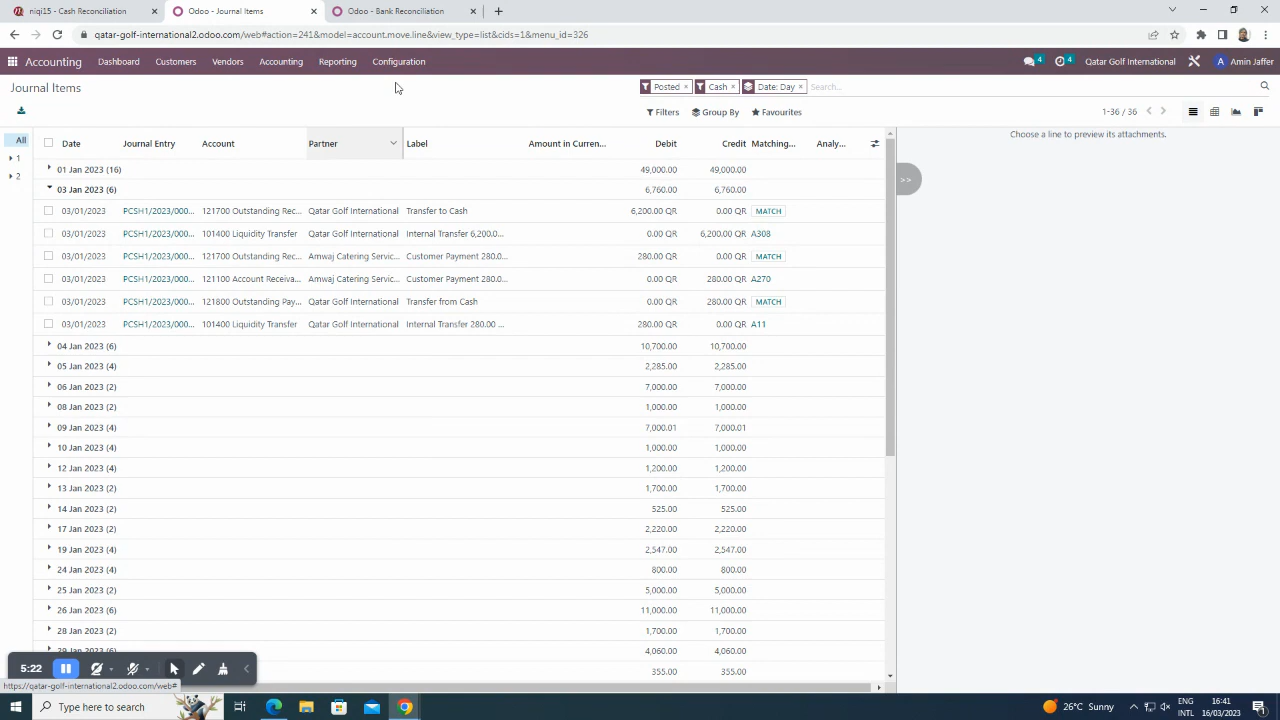 niqi15 - Cash Reconciliation
Odoo - Journal Items
Odoo - Bank Reconciliation
qatar-golf-international2.odoo.com/web#action=241&model=account.move.line&view_type=list&cids=1&menu_id=326
Accounting Dashboard Customers Vendors Accounting Reporting Configuration 4 4 Qatar Golf International A Amin Jaffer
Journal Items
Posted Cash Date: Day Search...
Filters Group By Favourites 1-36 / 36
All
1
2
Date Journal Entry Account Partner Label Amount in Curren... Debit Credit Matching... Analy...
01 Jan 2023 (16) 49,000.00 49,000.00
03 Jan 2023 (6) 6,760.00 6,760.00
03/01/2023 PCSH1/2023/000... 121700 Outstanding Rec... Qatar Golf International Transfer to Cash 6,200.00 QR 0.00 QR MATCH
03/01/2023 PCSH1/2023/000... 101400 Liquidity Transfer Qatar Golf International Internal Transfer 6,200.0... 0.00 QR 6,200.00 QR A308
03/01/2023 PCSH1/2023/000... 121700 Outstanding Rec... Amwaj Catering Servic... Customer Payment 280.0... 280.00 QR 0.00 QR MATCH
03/01/2023 PCSH1/2023/000... 121100 Account Receiva... Amwaj Catering Servic... Customer Payment 280.0... 0.00 QR 280.00 QR A270
03/01/2023 PCSH1/2023/000... 121800 Outstanding Pay... Qatar Golf International Transfer from Cash 0.00 QR 280.00 QR MATCH
03/01/2023 PCSH1/2023/000... 101400 Liquidity Transfer Qatar Golf International Internal Transfer 280.00 ... 280.00 QR 0.00 QR A11
04 Jan 2023 (6) 10,700.00 10,700.00
05 Jan 2023 (4) 2,285.00 2,285.00
06 Jan 2023 (2) 7,000.00 7,000.00
08 Jan 2023 (2) 1,000.00 1,000.00
09 Jan 2023 (4) 7,000.01 7,000.01
10 Jan 2023 (4) 1,000.00 1,000.00
12 Jan 2023 (4) 1,200.00 1,200.00
13 Jan 2023 (2) 1,700.00 1,700.00
14 Jan 2023 (2) 525.00 525.00
17 Jan 2023 (2) 2,220.00 2,220.00
19 Jan 2023 (4) 2,547.00 2,547.00
24 Jan 2023 (4) 800.00 800.00
25 Jan 2023 (2) 5,000.00 5,000.00
26 Jan 2023 (6) 11,000.00 11,000.00
28 Jan 2023 (2) 1,700.00 1,700.00
29 Jan 2023 4,060.00 4,060.00
355.00 355.00
Choose a line to preview its attachments.
>>
5:22
https://qatar-golf-international2.odoo.com/web#
Type here to search
26°C Sunny
ENG
INTL
16:41
16/03/2023
1